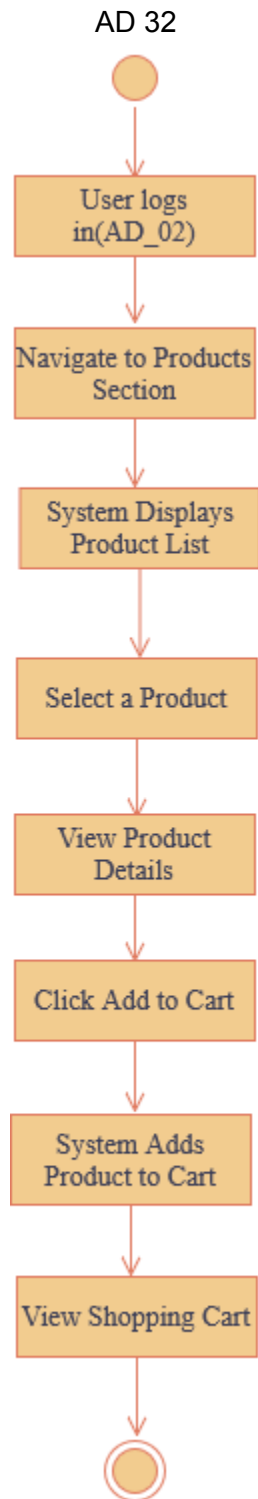 AD 32
User logs
in(AD_02)
Navigate to Products
Section
System Displays
Product List
Select a Product
View Product
Details
Click Add to Cart
System Adds
Product to Cart
View Shopping Cart